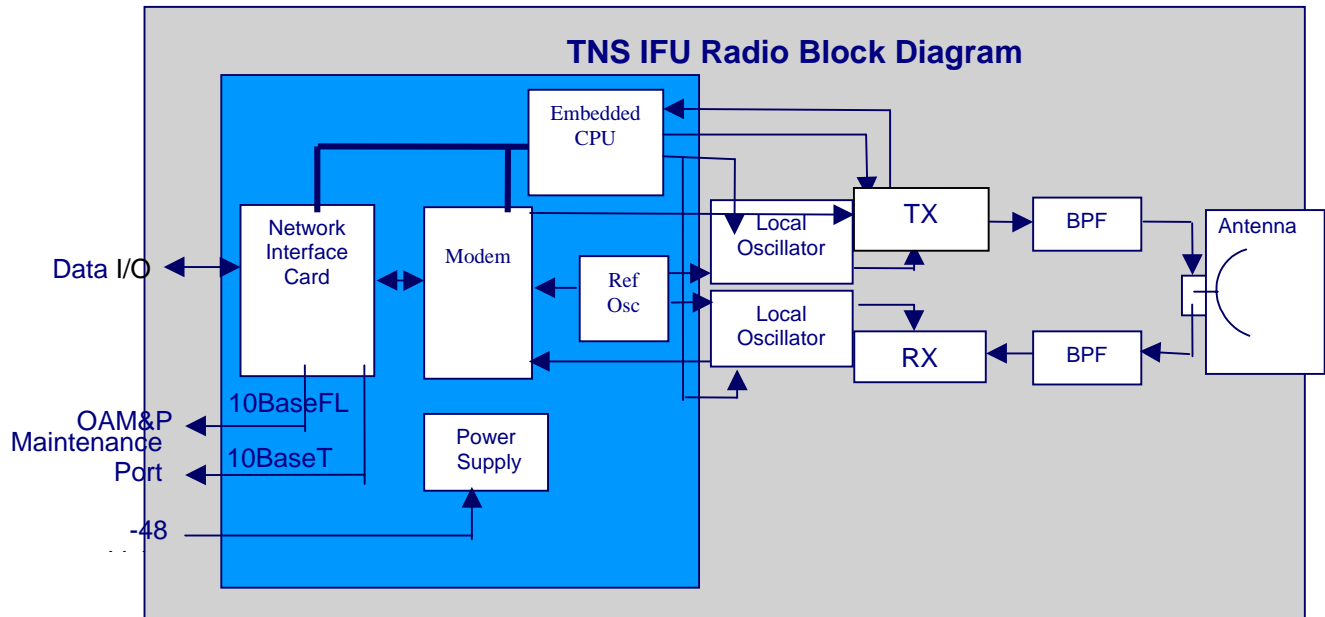 TNS IFU Radio Block Diagram
Embedded
CPU
Network
Interface
Card
Modem
Ref
Osc
Local
Oscillator
Local
Oscillator
TX
RX
BPF
BPF
Antenna
Data I/O
10BaseFL
OAM&P
Maintenance
Port
10BaseT
Power
Supply
-48